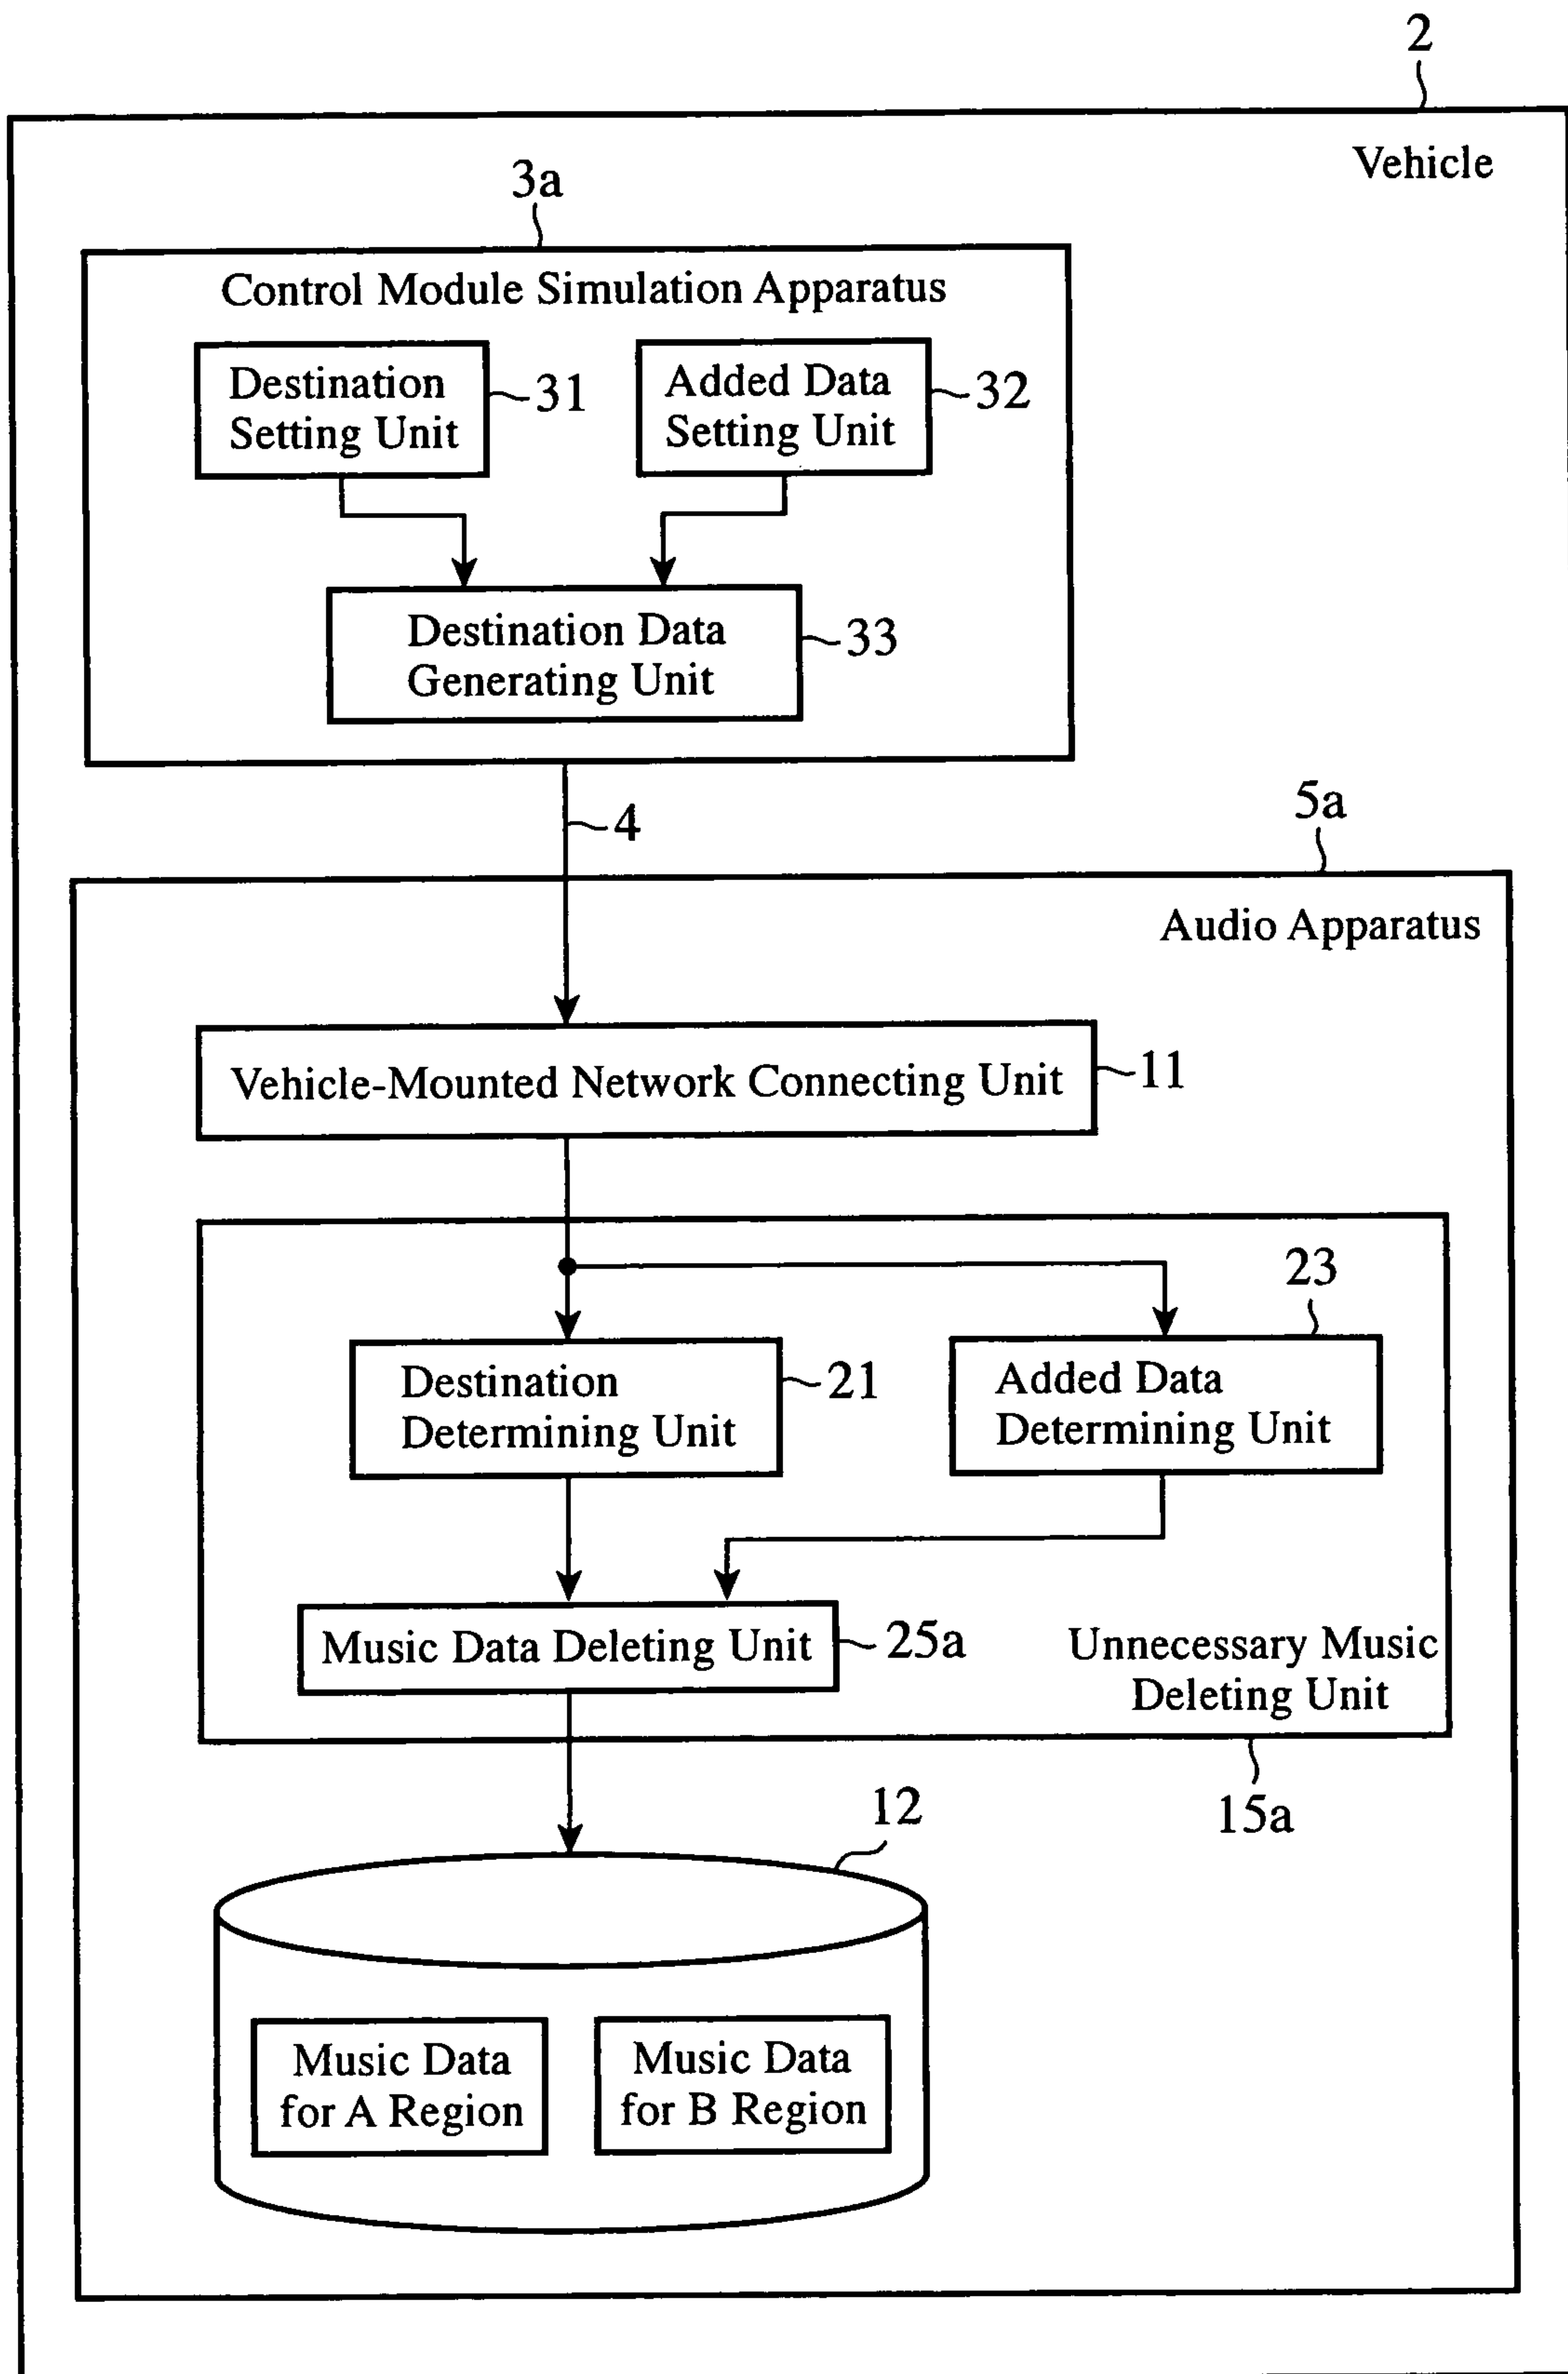 2
Vehicle
3a
Control Module Simulation Apparatus
Destination
Setting Unit
31
Added Data
Setting Unit
32
Destination Data
Generating Unit
33
4
5a
Audio Apparatus
Vehicle-Mounted Network Connecting Unit
11
23
Destination
Determining Unit
21
Added Data
Determining Unit
Music Data Deleting Unit
25a
Unnecessary Music
Deleting Unit
15a
12
Music Data
for A Region
Music Data
for B Region